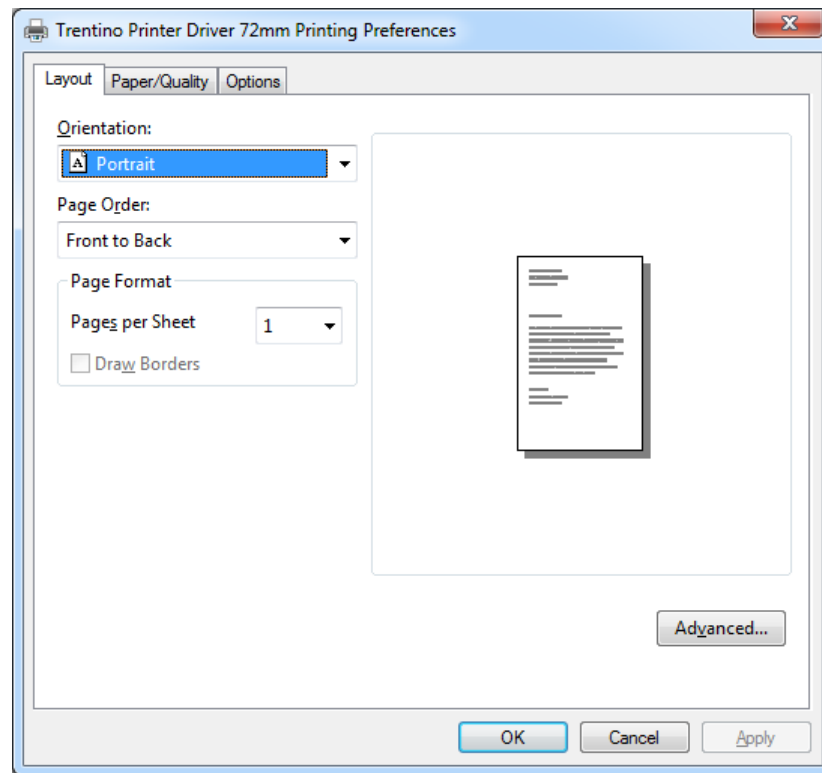 Trentino Printer Driver 72mm Printing Preferences
Layout Paper/Quality Options
Orientation:
A Portrait
Page Order:
Front to Back
Page Format
Pages per Sheet 1
Draw Borders
Advanced...
OK Cancel Apply